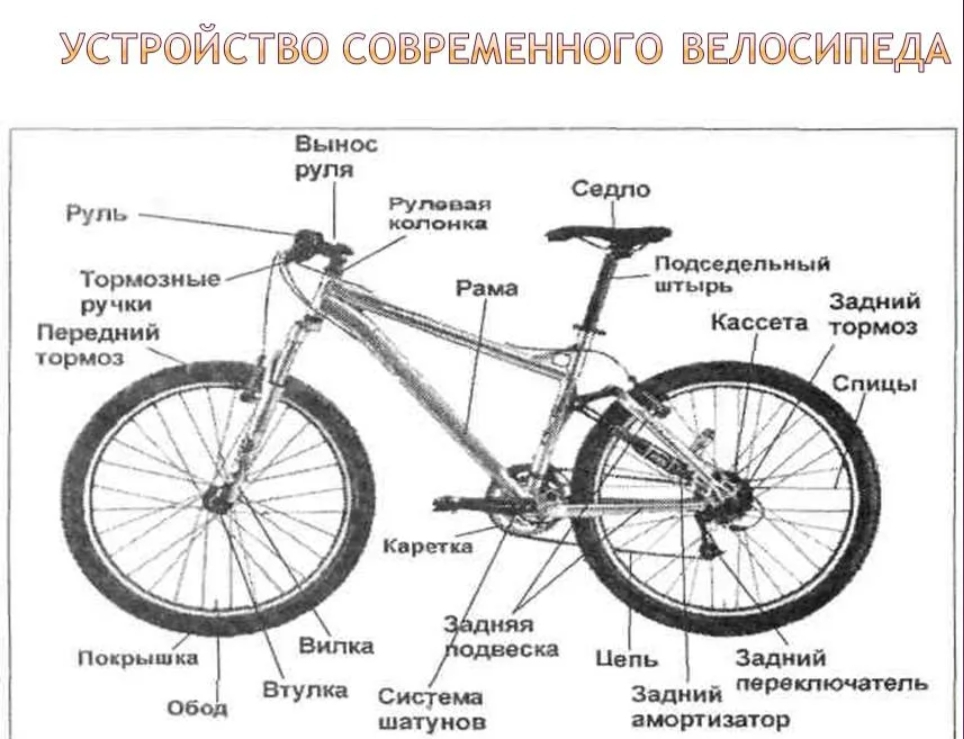 УСТРОЙСТВО СОВРЕМЕННОГО ВЕЛОСИПЕДА
Вынос
руля
Руль
Рулевая
колонка
Седло
Тормозные
ручки
Рама
Подседельный
штырь
Передний
тормоз
Кассета
Задний
тормоз
Спицы
Каретка
Задняя
подвеска
Вилка
Покрышка
Втулка
Обод
Система
шатунов
Цепь
Задний
переключатель
Задний
амортизатор